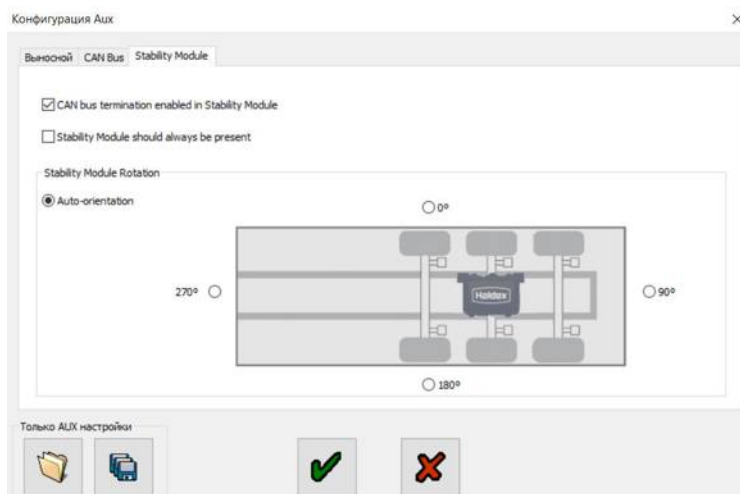 Конфигурация Aux
Выносной CAN Bus Stability Module
CAN bus termination enabled in Stability Module
Stability Module should always be present
Stability Module Rotation
Auto-orientation
0º
270º
Haldex
90º
180º
Только AUX настройки